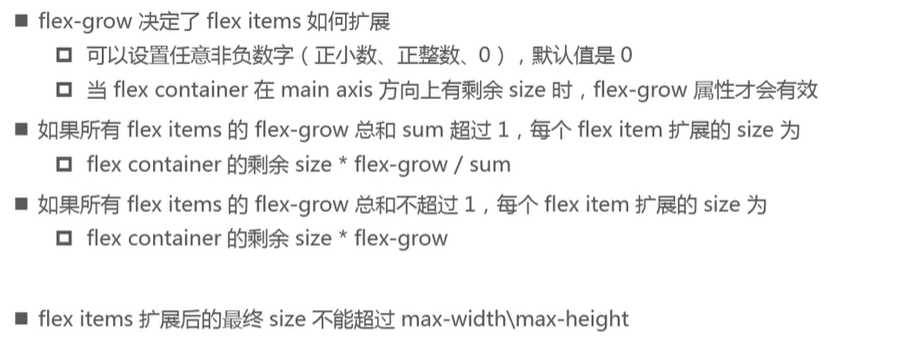 ■ flex-grow 决定了 flex items 如何扩展
□ 可以设置任意非负数字（正小数、正整数、0），默认值是 0
□ 当 flex container 在 main axis 方向上有剩余 size 时，flex-grow 属性才会有效
■ 如果所有 flex items 的 flex-grow 总和 sum 超过 1，每个 flex item 扩展的 size 为
□ flex container 的剩余 size * flex-grow / sum
■ 如果所有 flex items 的 flex-grow 总和不超过 1，每个 flex item 扩展的 size 为
□ flex container 的剩余 size * flex-grow
■ flex items 扩展后的最终 size 不能超过 max-width\max-height